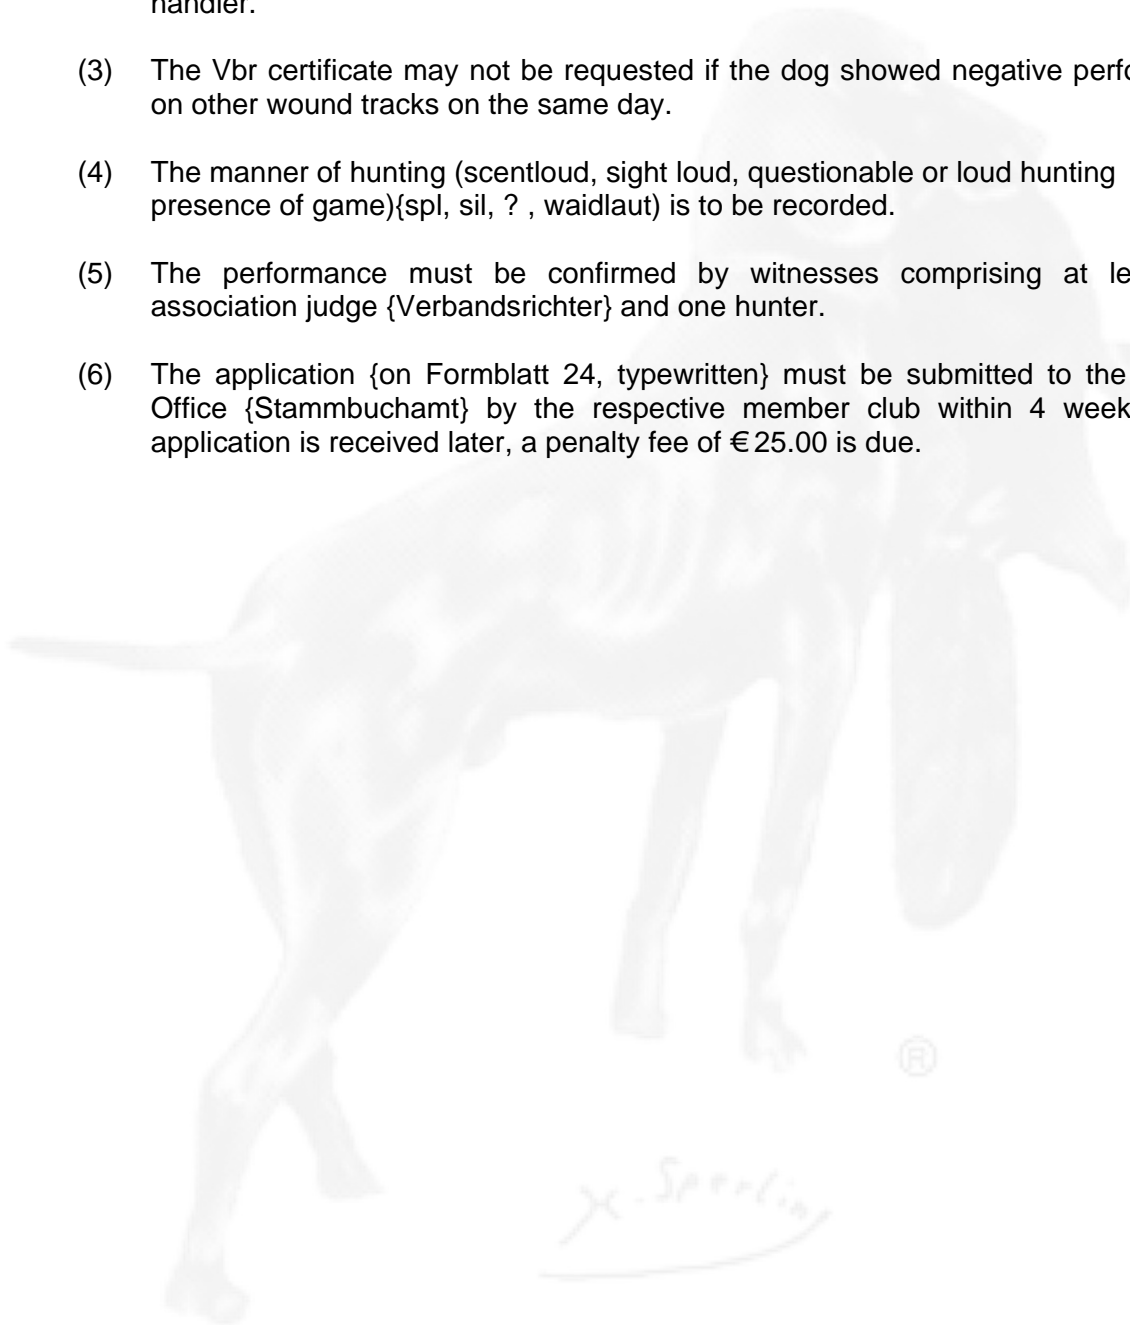 handler.
(3) The Vbr certificate may not be requested if the dog showed negative
on other wound tracks on the same day.
(4) The manner of hunting (scentloud, sight loud, questionable or loud hunting
presence of game){spl, sil, ? , waidlaut) is to be recorded.
(5) The performance must be confirmed by witnesses comprising at
association judge {Verbandsrichter} and one hunter.
(6) The application {on Formblatt 24, typewritten} must be submitted to the
Office {Stammbuchamt} by the respective member club within 4
application is received later, a penalty fee of €25.00 is due.
®
X-Sperling